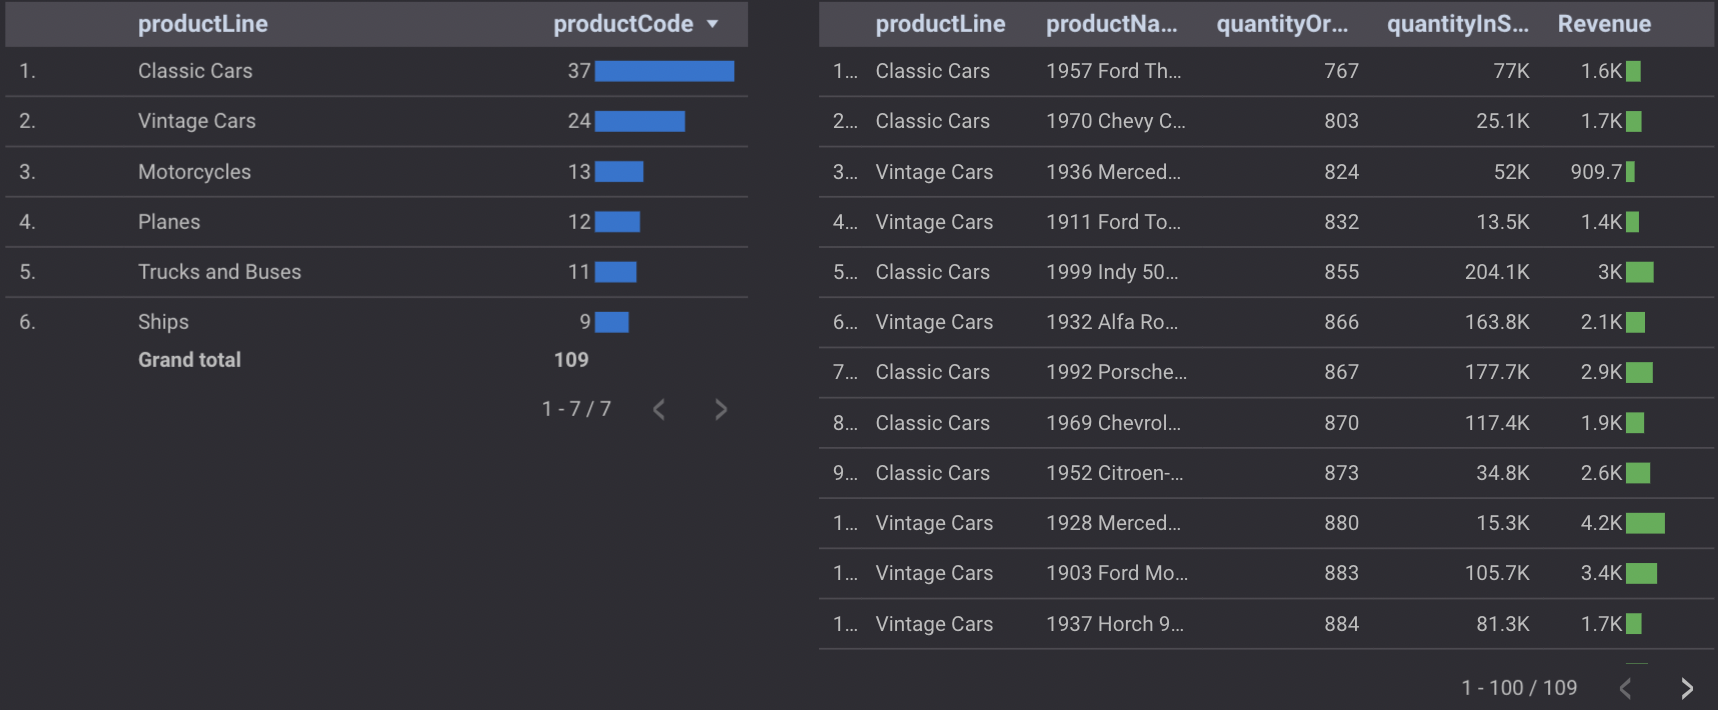 productLine productCode
1. Classic Cars 37
2. Vintage Cars 24
3. Motorcycles 13
4. Planes 12
5. Trucks and Buses 11
6. Ships 9
Grand total 109
1 - 7 / 7
productLine productNa... quantityOr... quantityInS... Revenue
1... Classic Cars 1957 Ford Th... 767 77K 1.6K
2... Classic Cars 1970 Chevy C... 803 25.1K 1.7K
3... Vintage Cars 1936 Merced... 824 52K 909.7
4... Vintage Cars 1911 Ford To... 832 13.5K 1.4K
5... Classic Cars 1999 Indy 50... 855 204.1K 3K
6... Vintage Cars 1932 Alfa Ro... 866 163.8K 2.1K
7... Classic Cars 1992 Porsche... 867 177.7K 2.9K
8... Classic Cars 1969 Chevrol... 870 117.4K 1.9K
9... Classic Cars 1952 Citroen-... 873 34.8K 2.6K
1... Vintage Cars 1928 Merced... 880 15.3K 4.2K
1... Vintage Cars 1903 Ford Mo... 883 105.7K 3.4K
1... Vintage Cars 1937 Horch 9... 884 81.3K 1.7K
1 - 100 / 109